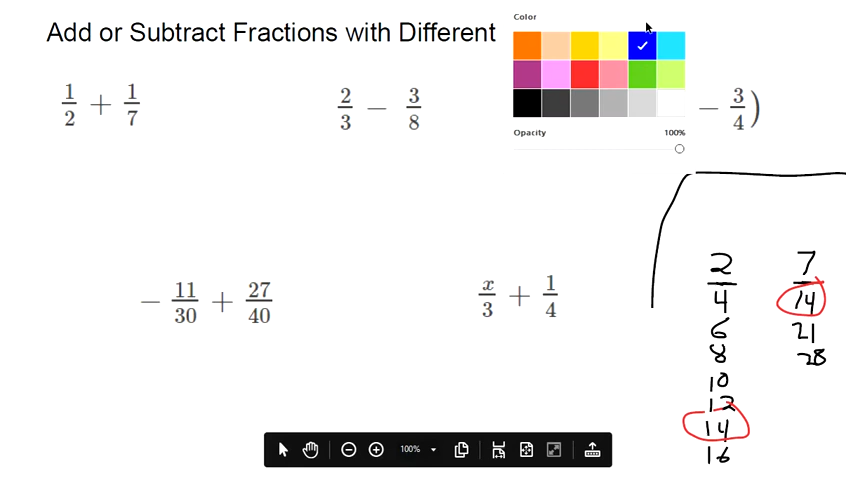 Add or Subtract Fractions with Different
Color
Opacity 100%
1/2 + 1/7
2/3 − 3/8
− 3/4)
− 11/30 + 27/40
x/3 + 1/4
2
4
6
8
10
12
14
16
7
14
21
28
100%